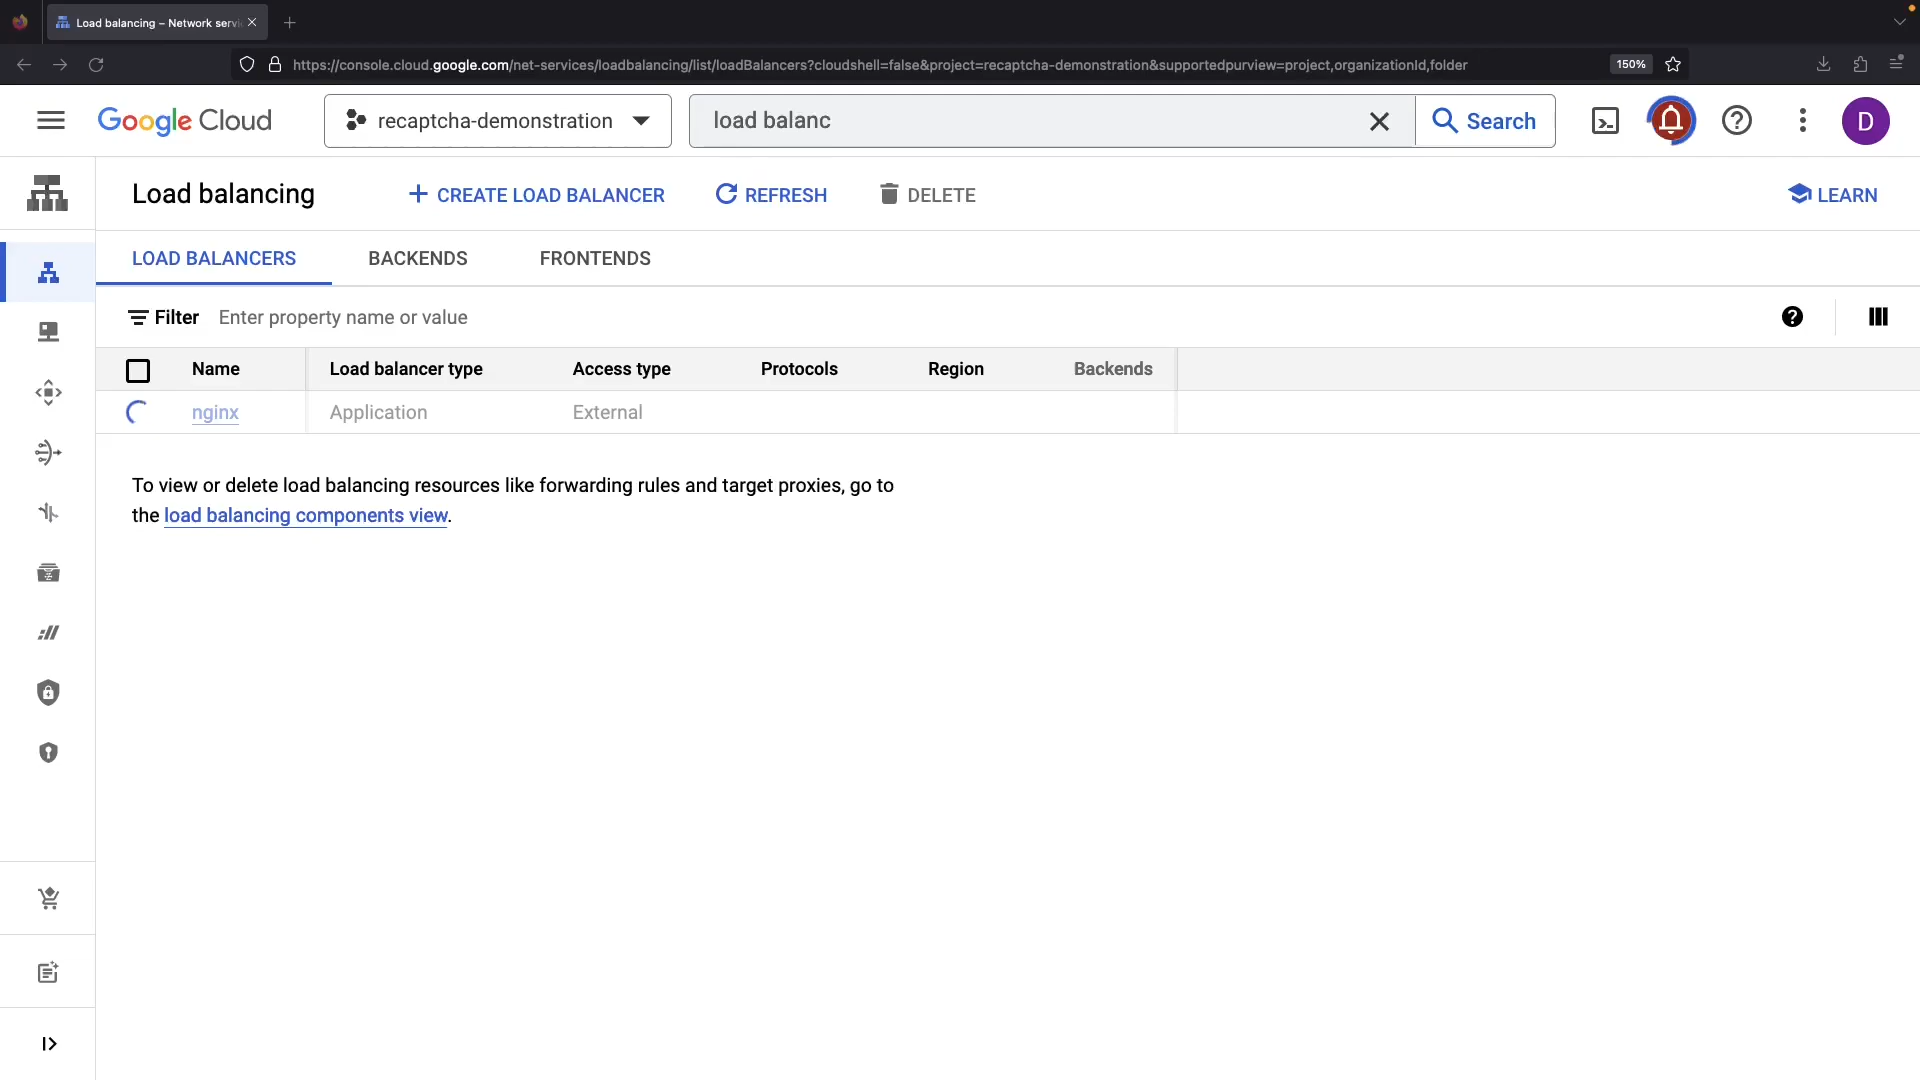 Load balancing – Network servi
https://console.cloud.google.com/net-services/loadbalancing/list/loadBalancers?cloudshell=false&project=recaptcha-demonstration&supportedpurview=project,organizationId,folder
150%
Google Cloud
recaptcha-demonstration
load balanc
Search
D
Load balancing
CREATE LOAD BALANCER
REFRESH
DELETE
LEARN
LOAD BALANCERS
BACKENDS
FRONTENDS
Filter
Enter property name or value
Name
Load balancer type
Access type
Protocols
Region
Backends
nginx
Application
External
To view or delete load balancing resources like forwarding rules and target proxies, go to
the load balancing components view.